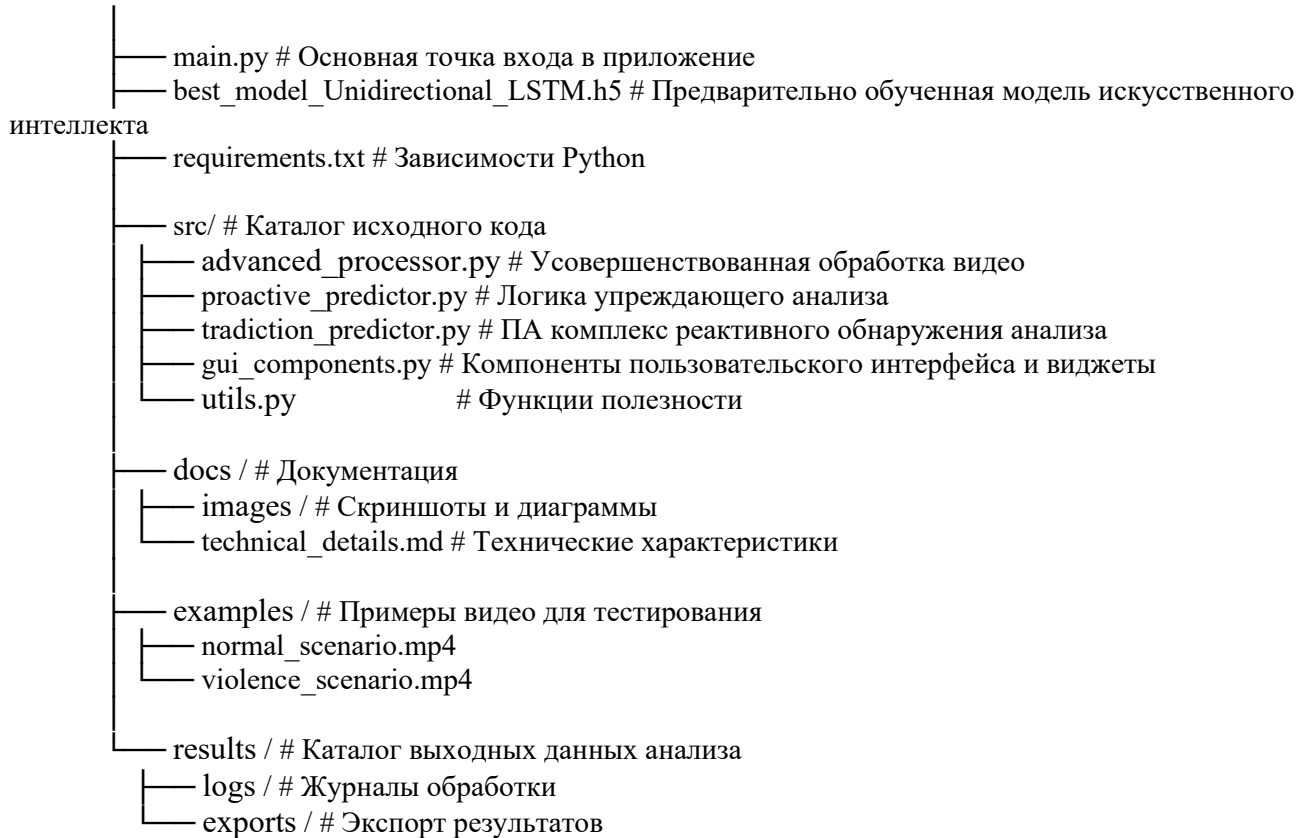 main.py # Основная точка входа в приложение
best_model_Unidirectional_LSTM.h5 # Предварительно обученная модель искусственного
интеллекта
requirements.txt # Зависимости Python
src/ # Каталог исходного кода
advanced_processor.py # Усовершенствованная обработка видео
proactive_predictor.py # Логика упреждающего анализа
tradiction_predictor.py # ПА комплекс реактивного обнаружения анализа
gui_components.py # Компоненты пользовательского интерфейса и виджеты
utils.py # Функции полезности
docs / # Документация
images / # Скриншоты и диаграммы
technical_details.md # Технические характеристики
examples / # Примеры видео для тестирования
normal_scenario.mp4
violence_scenario.mp4
results / # Каталог выходных данных анализа
logs / # Журналы обработки
exports / # Экспорт результатов